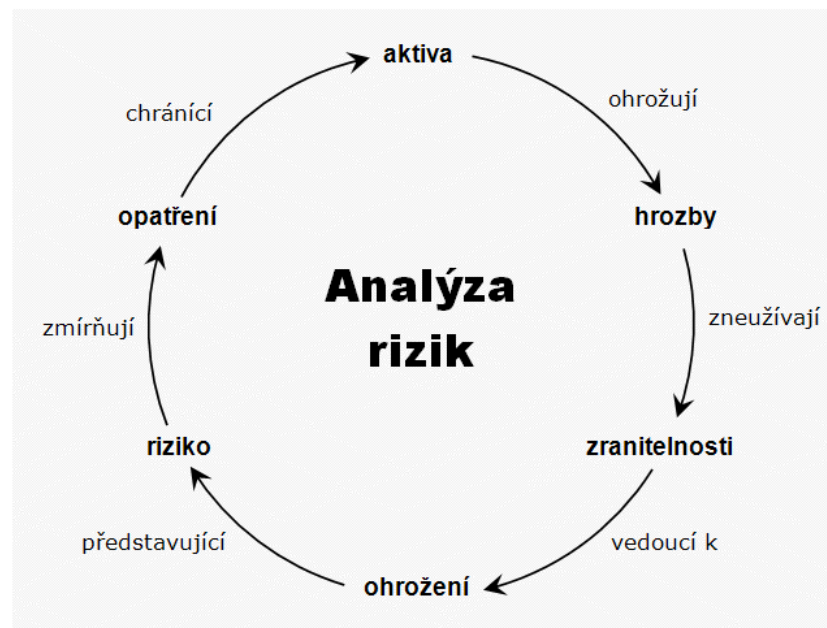 aktiva
ohrožují
chránící
opatření
hrozby
Analýza
rizik
zmírňují
zneužívají
riziko
zranitelnosti
představující
vedoucí k
ohrožení